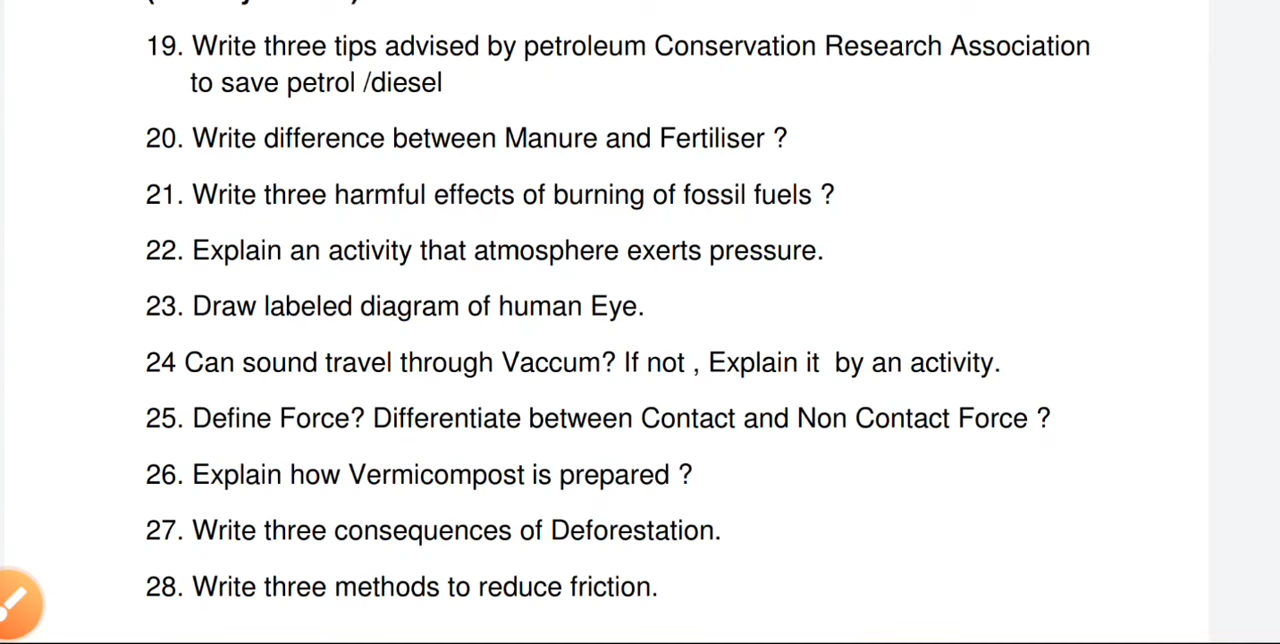 19. Write three tips advised by petroleum Conservation Research Association
to save petrol /diesel
20. Write difference between Manure and Fertiliser ?
21. Write three harmful effects of burning of fossil fuels ?
22. Explain an activity that atmosphere exerts pressure.
23. Draw labeled diagram of human Eye.
24 Can sound travel through Vaccum? If not , Explain it by an activity.
25. Define Force? Differentiate between Contact and Non Contact Force ?
26. Explain how Vermicompost is prepared ?
27. Write three consequences of Deforestation.
28. Write three methods to reduce friction.